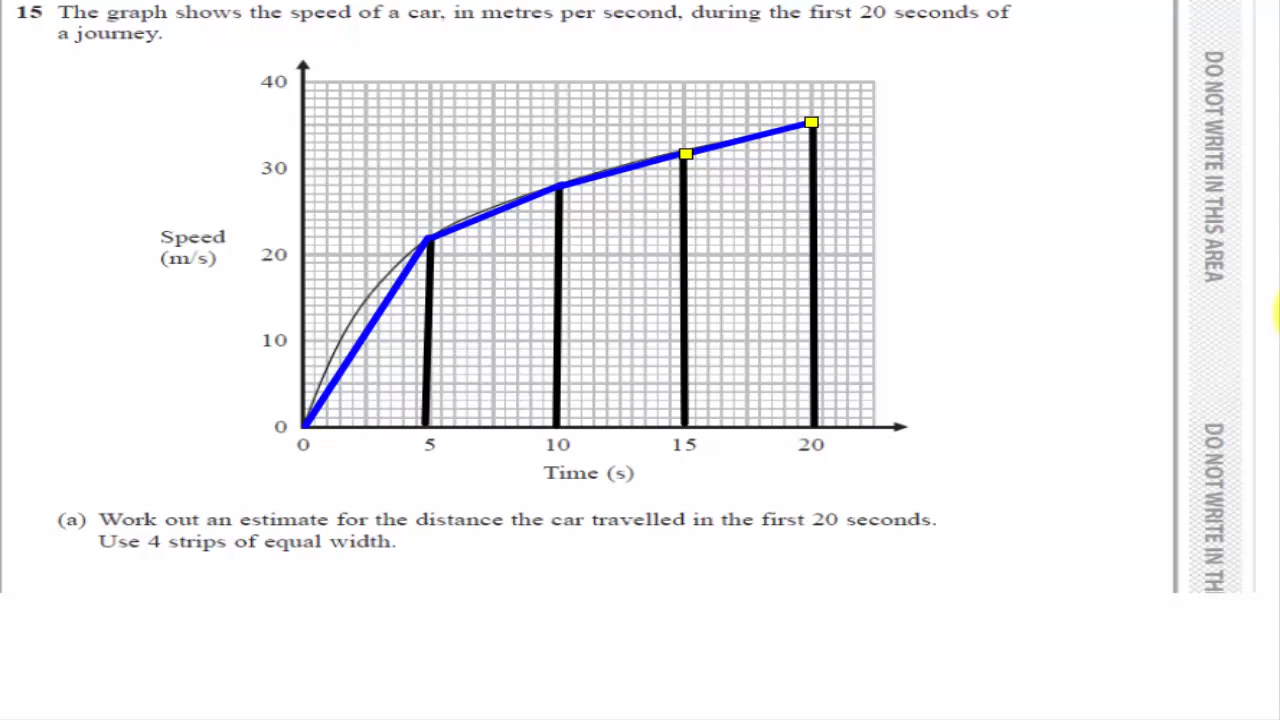 15 The graph shows the speed of a car, in metres per second, during the first 20 seconds of
a journey.
40
30
Speed
(m/s)
20
10
0
0 5 10 15 20
Time (s)
(a) Work out an estimate for the distance the car travelled in the first 20 seconds.
Use 4 strips of equal width.
DO NOT WRITE IN THIS AREA
DO NOT WRITE IN TH